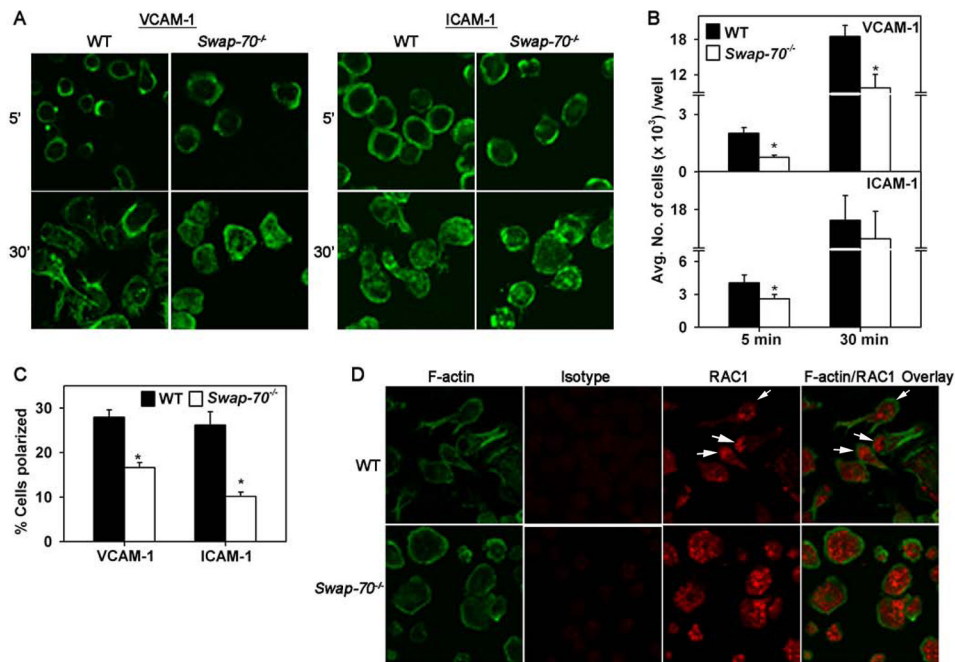 A
VCAM-1
ICAM-1
WT Swap-70-/- WT Swap-70-/-
5' 5'
30' 30'
B
WT
Swap-70-/-
VCAM-1
18
12
3
0
*
*
ICAM-1
18
6
3
0
*
5 min 30 min
Avg. No. of cells (x 10³) /well
C
WT Swap-70-/-
30
20
10
0
*
*
% Cells polarized
VCAM-1 ICAM-1
D
F-actin Isotype RAC1 F-actin/RAC1 Overlay
WT
Swap-70-/-